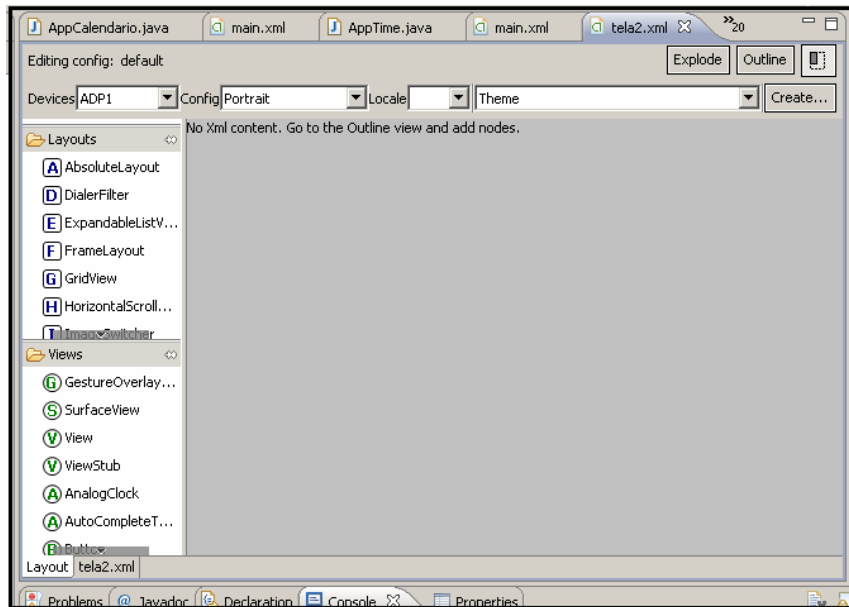 AppCalendario.java main.xml AppTime.java main.xml tela2.xml »20
Editing config: default Explode Outline
Devices ADP1 Config Portrait Locale Theme Create...
No Xml content. Go to the Outline view and add nodes.
Layouts
A AbsoluteLayout
D DialerFilter
E ExpandableListV...
F FrameLayout
G GridView
H HorizontalScroll...
I ImageSwitcher
Views
G GestureOverlay...
S SurfaceView
V View
V ViewStub
A AnalogClock
A AutoCompleteT...
B Button
Layout tela2.xml
Problems @ Javadoc Declaration Console Properties